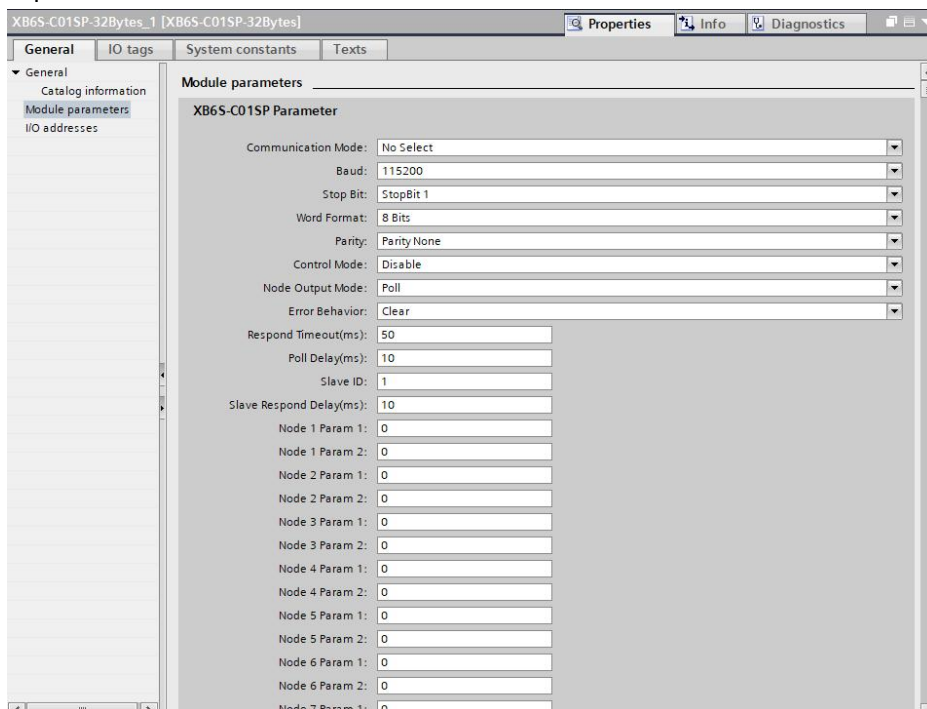 XB6S-C01SP-32Bytes_1 [XB6S-C01SP-32Bytes]
Properties
Info
Diagnostics
General
IO tags
System constants
Texts
General
Catalog information
Module parameters
I/O addresses
Module parameters
XB6S-C01SP Parameter
Communication Mode: No Select
Baud: 115200
Stop Bit: StopBit 1
Word Format: 8 Bits
Parity: Parity None
Control Mode: Disable
Node Output Mode: Poll
Error Behavior: Clear
Respond Timeout(ms): 50
Poll Delay(ms): 10
Slave ID: 1
Slave Respond Delay(ms): 10
Node 1 Param 1: 0
Node 1 Param 2: 0
Node 2 Param 1: 0
Node 2 Param 2: 0
Node 3 Param 1: 0
Node 3 Param 2: 0
Node 4 Param 1: 0
Node 4 Param 2: 0
Node 5 Param 1: 0
Node 5 Param 2: 0
Node 6 Param 1: 0
Node 6 Param 2: 0
Node 7 Param 1: 0